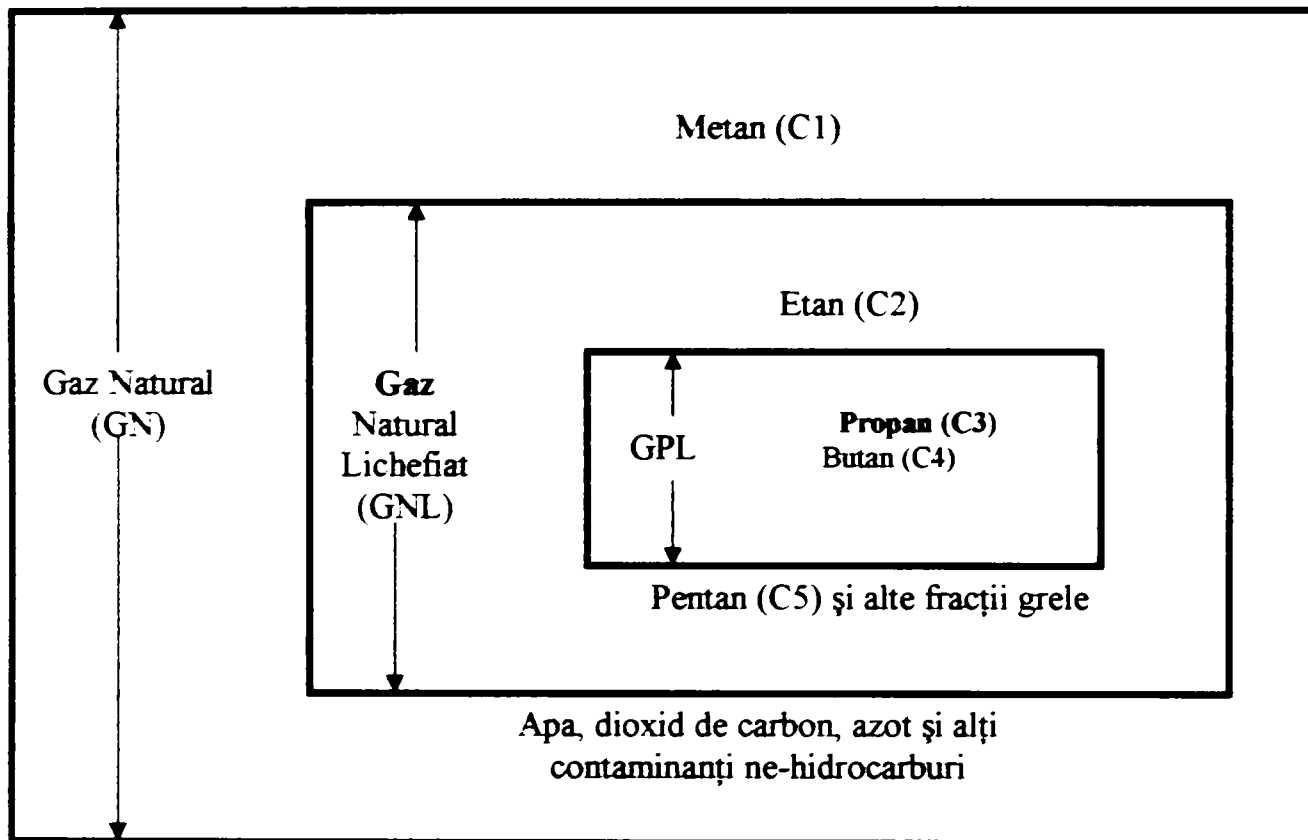 Metan (C1)
Etan (C2)
Gaz Natural
(GN)
Gaz
Natural
Lichefiat
(GNL)
GPL
Propan (C3)
Butan (C4)
Pentan (C5) şi alte fracţii grele
Apa, dioxid de carbon, azot şi alţi
contaminanţi ne-hidrocarburi